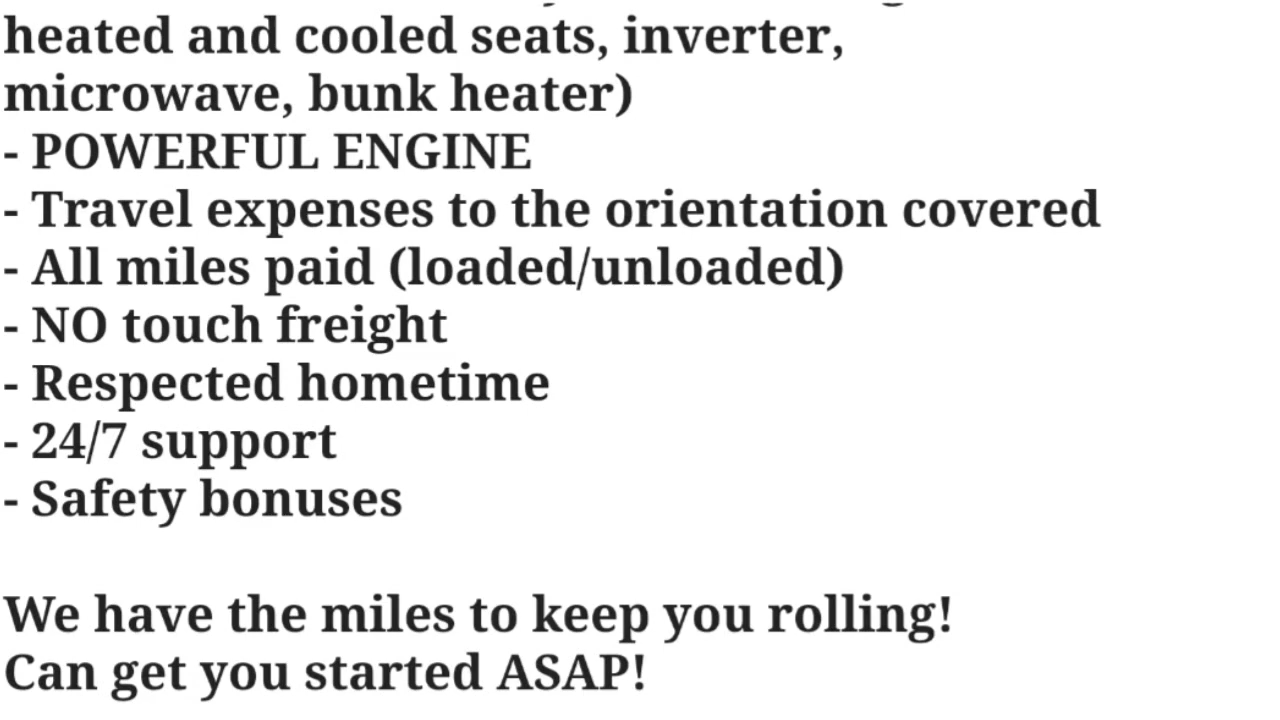 heated and cooled seats, inverter,
microwave, bunk heater)
- POWERFUL ENGINE
- Travel expenses to the orientation covered
- All miles paid (loaded/unloaded)
- NO touch freight
- Respected hometime
- 24/7 support
- Safety bonuses
We have the miles to keep you rolling!
Can get you started ASAP!